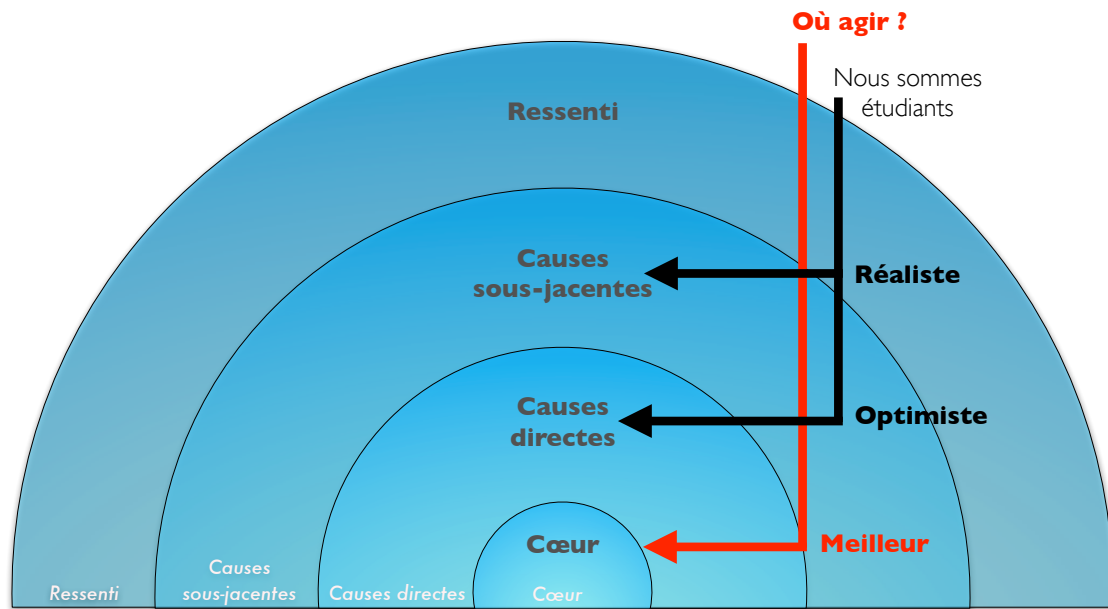 Où agir ?
Nous sommes
étudiants
Ressenti
Causes
sous-jacentes
Réaliste
Causes
directes
Optimiste
Cœur
Meilleur
Ressenti
Causes
sous-jacentes
Causes directes
Cœur